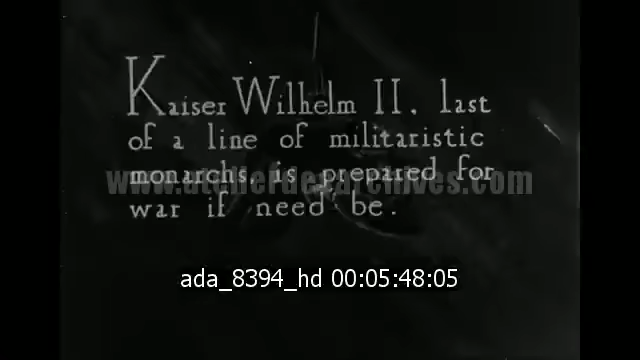 Kaiser Wilhelm II. last
of a line of militaristic
monarchs, is prepared for
www.atelierdesarchives.com
war if need be.
ada_8394_hd 00:05:48:05